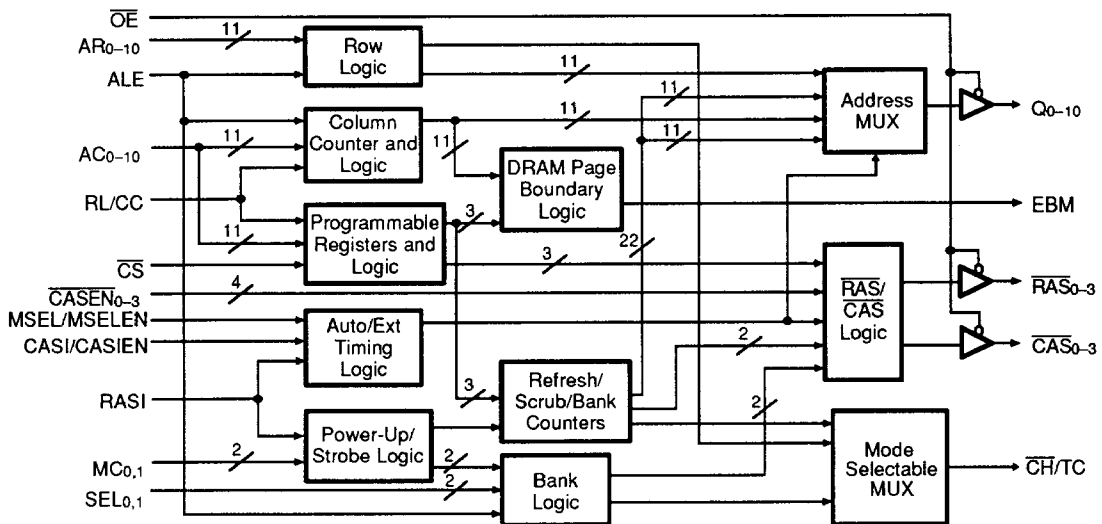 OE
AR0–10
ALE
AC0–10
RL/CC
CS
CASEN0–3
MSEL/MSELEN
CASI/CASIEN
RASI
MC0,1
SEL0,1
11
11
11
4
2
2
2
Row
Logic
Column
Counter and
Logic
Programmable
Registers and
Logic
Auto/Ext
Timing
Logic
Power-Up/
Strobe Logic
11
11
11
11
11
3
22
3
3
2
2
DRAM Page
Boundary
Logic
Refresh/
Scrub/Bank
Counters
Bank
Logic
Address
MUX
RAS/
CAS
Logic
Mode
Selectable
MUX
Q0–10
EBM
RAS0–3
CAS0–3
CH/TC